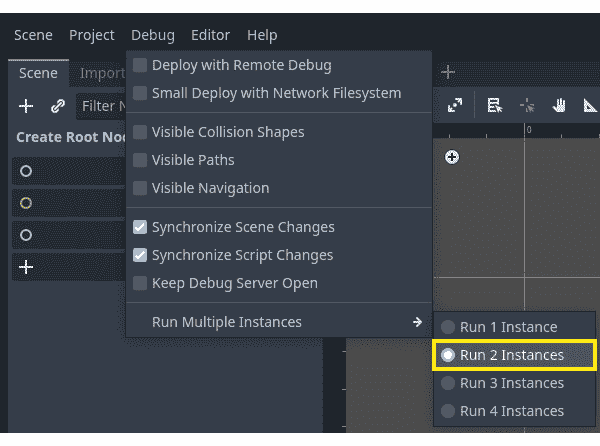 Scene Project Debug Editor Help
Scene Import
Deploy with Remote Debug
Small Deploy with Network Filesystem
Filter N
Visible Collision Shapes
Create Root No
Visible Paths
Visible Navigation
Synchronize Scene Changes
Synchronize Script Changes
Keep Debug Server Open
Run Multiple Instances
0
Run 1 Instance
Run 2 Instances
Run 3 Instances
Run 4 Instances